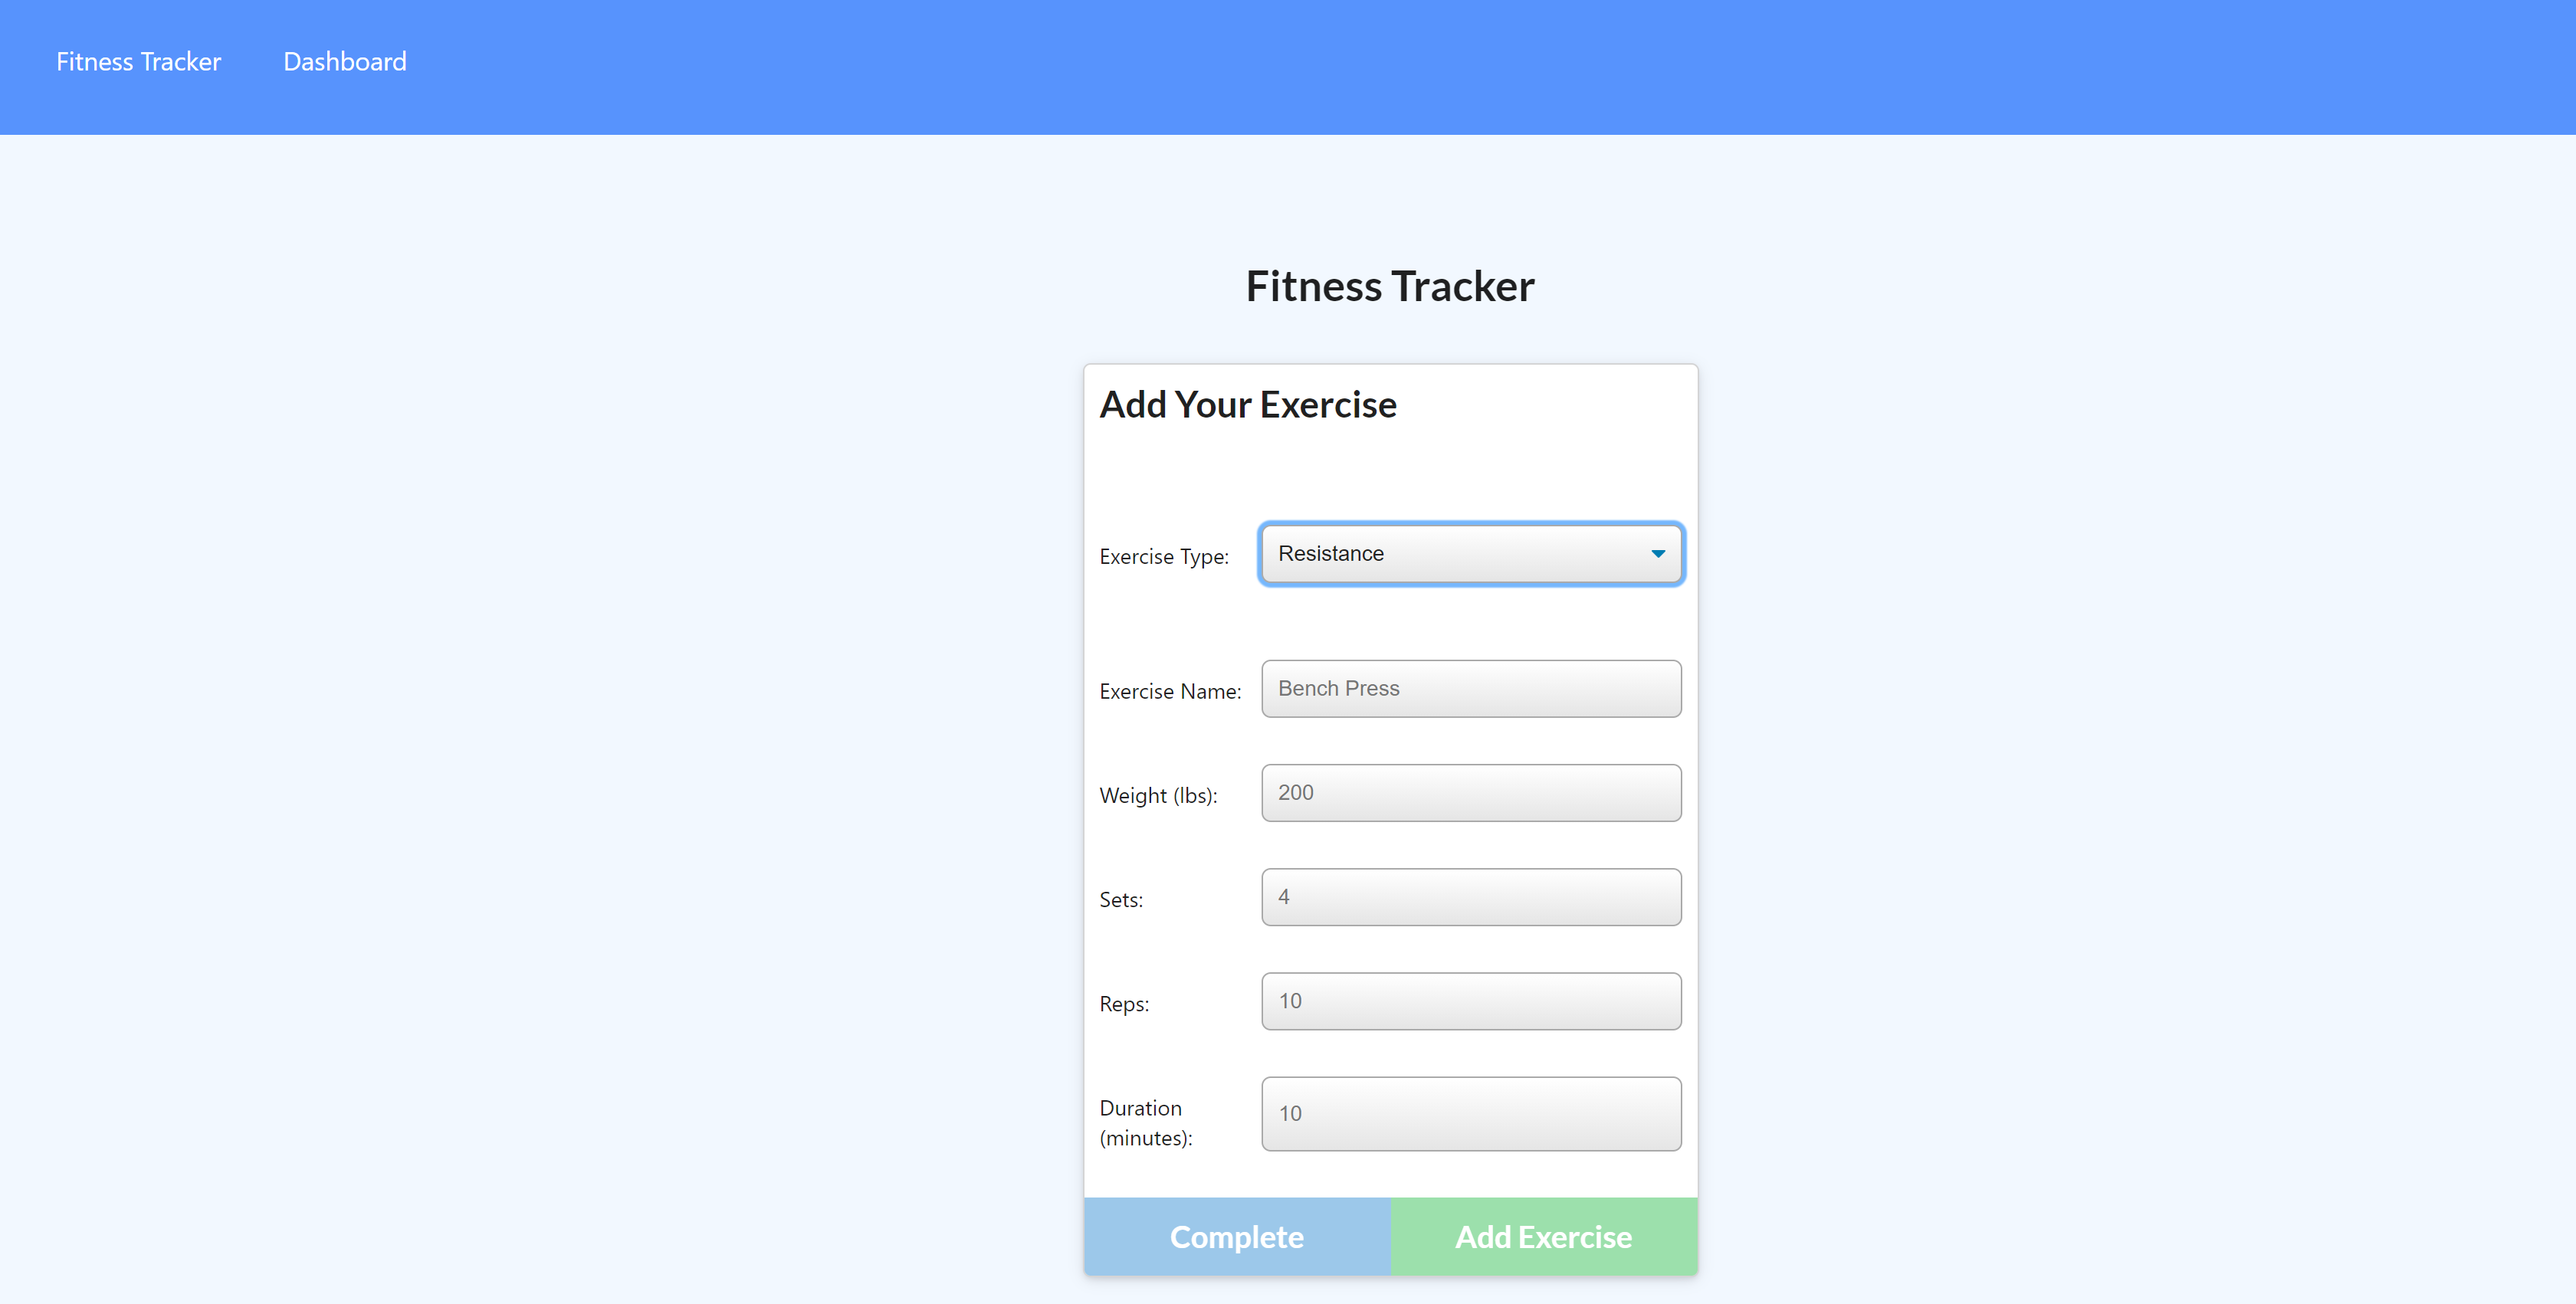 Fitness Tracker Dashboard
Fitness Tracker
Add Your Exercise
Exercise Type: Resistance
Exercise Name: Bench Press
Weight (lbs): 200
Sets: 4
Reps: 10
Duration (minutes): 10
Complete Add Exercise